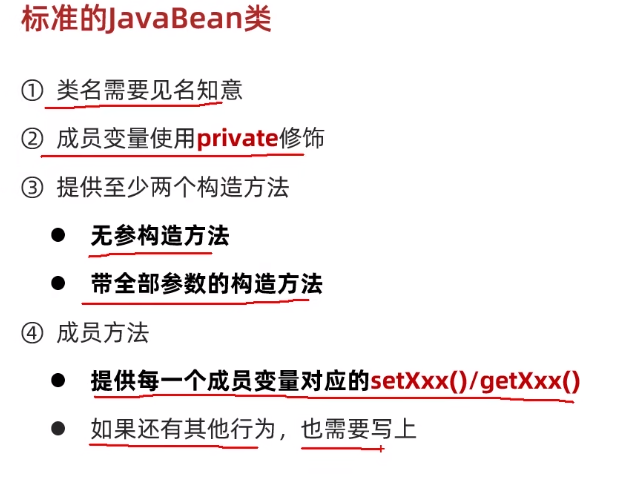 标准的JavaBean类
① 类名需要见名知意
② 成员变量使用private修饰
③ 提供至少两个构造方法
● 无参构造方法
● 带全部参数的构造方法
④ 成员方法
● 提供每一个成员变量对应的setXxx()/getXxx()
● 如果还有其他行为，也需要写上